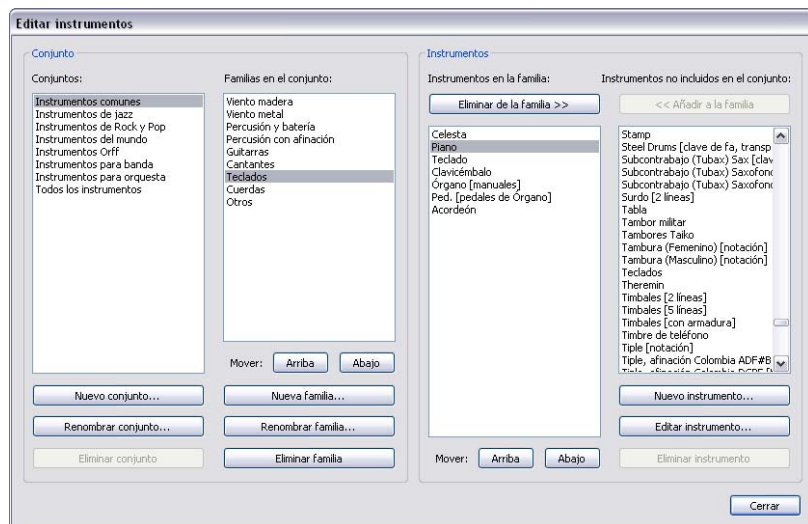 Editar instrumentos
Conjunto
Conjuntos:
Instrumentos comunes
Instrumentos de jazz
Instrumentos de Rock y Pop
Instrumentos del mundo
Instrumentos Orff
Instrumentos para banda
Instrumentos para orquesta
Todos los instrumentos
Nuevo conjunto...
Renombrar conjunto...
Eliminar conjunto
Familias en el conjunto:
Viento madera
Viento metal
Percusión y batería
Percusión con afinación
Guitarras
Cantantes
Teclados
Cuerdas
Otros
Mover: Arriba Abajo
Nueva familia...
Renombrar familia...
Eliminar familia
Instrumentos
Instrumentos en la familia:
Eliminar de la familia >>
Celesta
Piano
Teclado
Clavicémbalo
Órgano [manuales]
Ped. [pedales de Órgano]
Acordeón
Mover: Arriba Abajo
Instrumentos no incluidos en el conjunto:
<< Añadir a la familia
Stamp
Steel Drums [clave de fa, transp
Subcontrabajo (Tubax) Sax [clav
Subcontrabajo (Tubax) Saxofono
Subcontrabajo (Tubax) Saxofono
Surdo [2 líneas]
Tabla
Tambor militar
Tambores Taiko
Tambura (Femenino) [notación]
Tambura (Masculino) [notación]
Teclados
Theremin
Timbales [2 líneas]
Timbales [5 líneas]
Timbales [con armadura]
Timbre de teléfono
Tiple [notación]
Tiple, afinación Colombia ADF#B
Nuevo instrumento...
Editar instrumento...
Eliminar instrumento
Cerrar